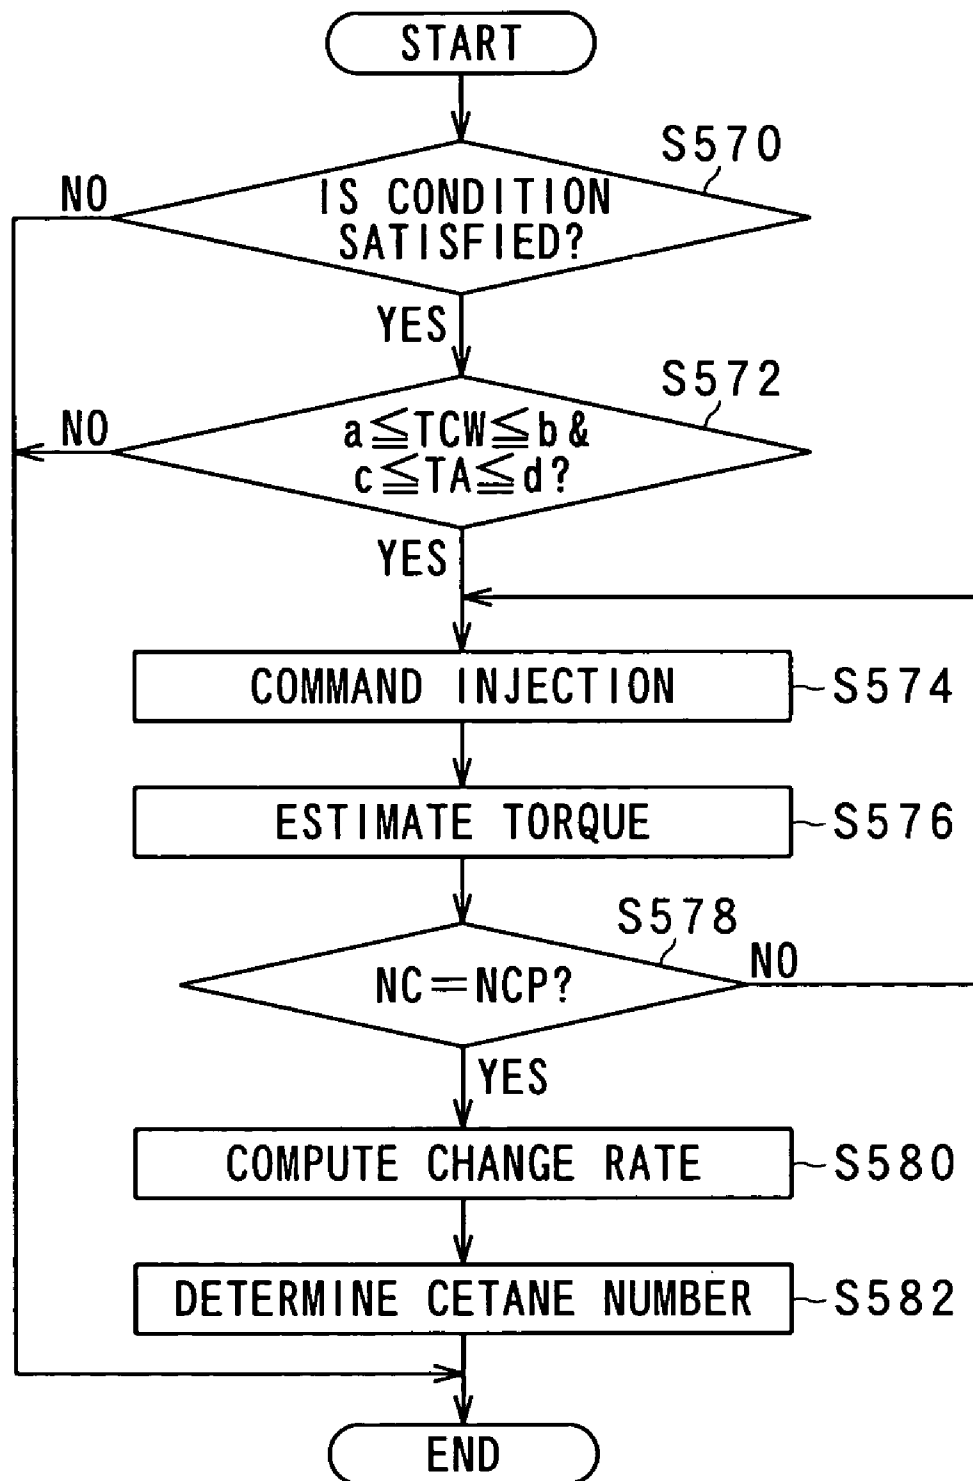 START
S570
NO
IS CONDITION
SATISFIED?
YES
S572
NO
a≦TCW≦b &
c≦TA≦d?
YES
COMMAND INJECTION
S574
ESTIMATE TORQUE
S576
S578
NC=NCP?
NO
YES
COMPUTE CHANGE RATE
S580
DETERMINE CETANE NUMBER
S582
END